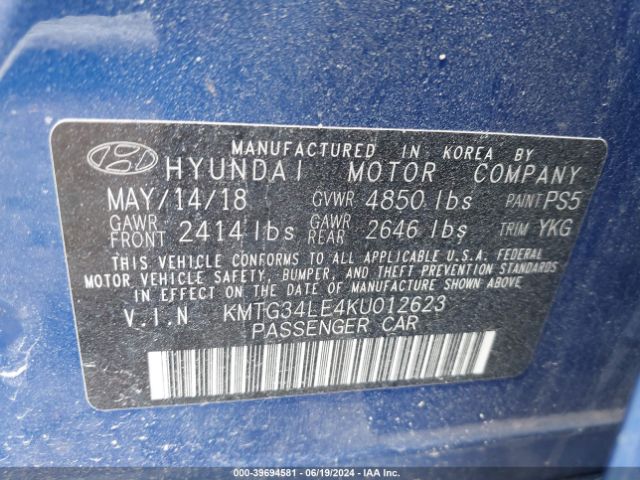 MANUFACTURED IN KOREA BY
HYUNDAI MOTOR COMPANY
MAY/14/18 GVWR 4850 lbs PAINT PS5
GAWR FRONT 2414 lbs GAWR REAR 2646 lbs TRIM YKG
THIS VEHICLE CONFORMS TO ALL APPLICABLE U.S.A. FEDERAL
MOTOR VEHICLE SAFETY, BUMPER, AND THEFT PREVENTION STANDARDS
IN EFFECT ON THE DATE OF MANUFACTURE SHOWN ABOVE.
V.I.N KMTG34LE4KU012623
PASSENGER CAR
000-39694581 - 06/19/2024 - IAA Inc.